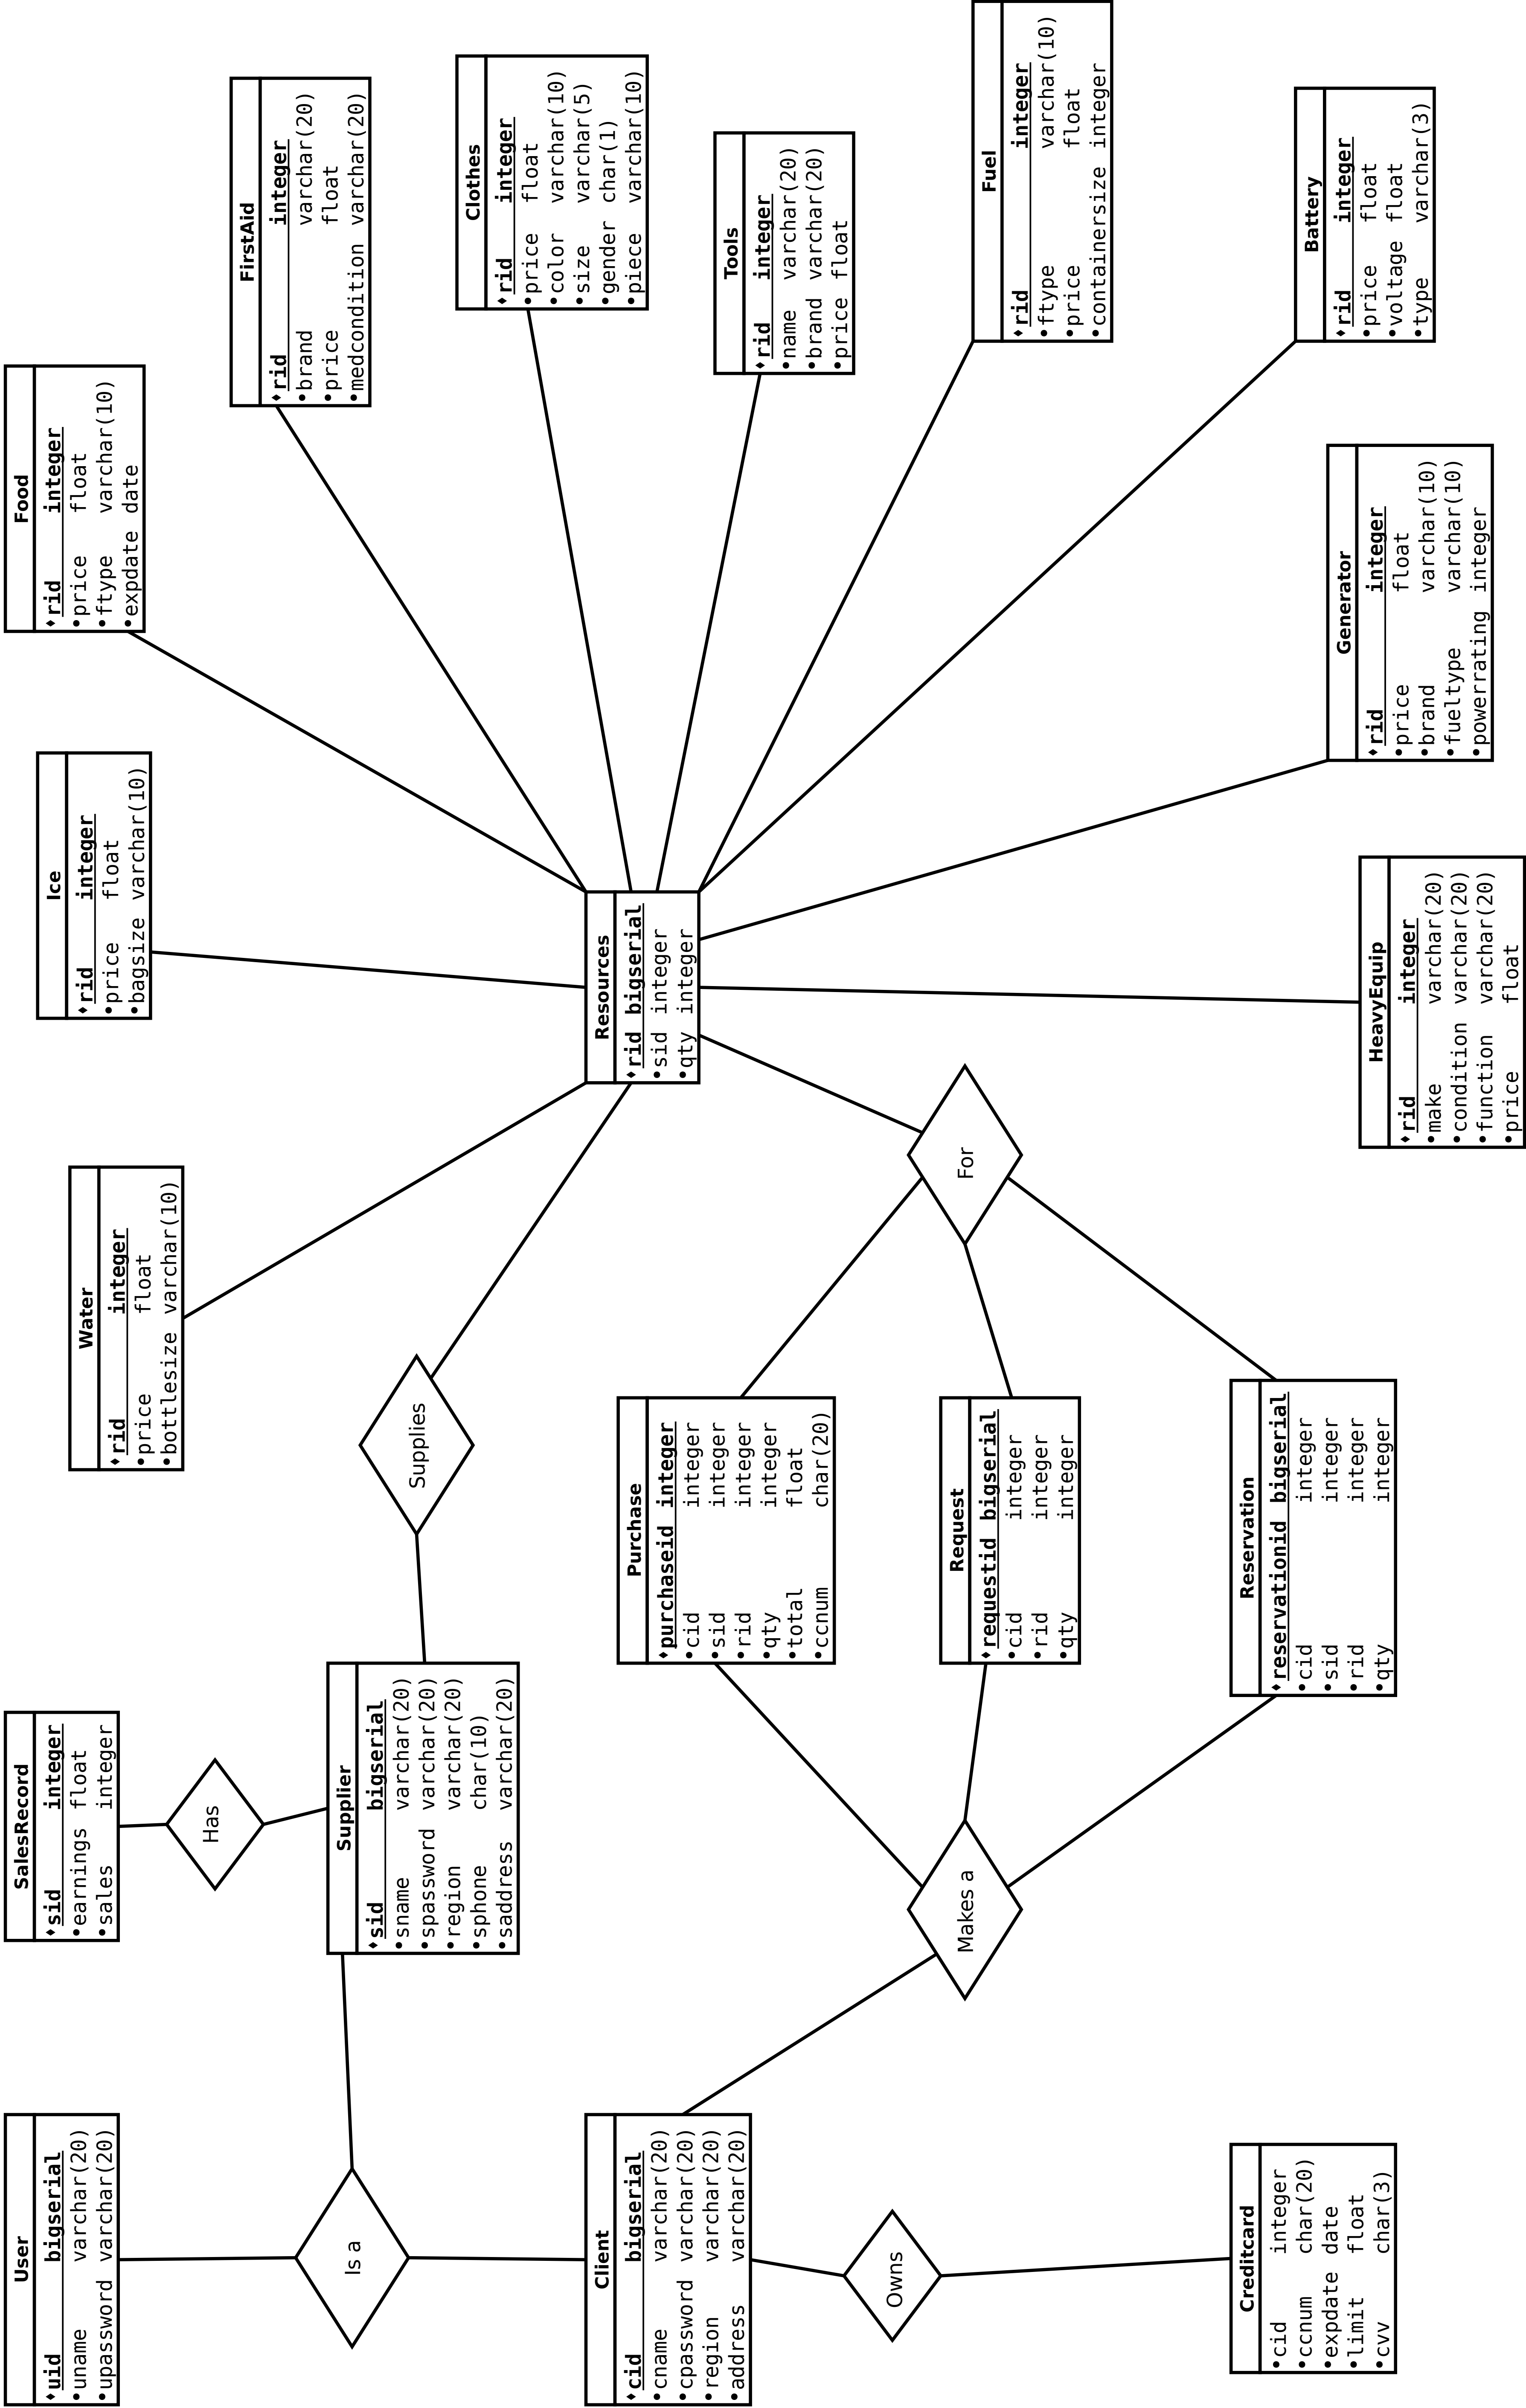 User
uid bigserial
uname varchar(20)
upassword varchar(20)
SalesRecord
sid integer
earnings float
sales integer
Water
rid integer
price float
bottlesize varchar(10)
Ice
rid integer
price float
bagsize varchar(10)
Food
rid integer
price float
ftype varchar(10)
expdate date
FirstAid
rid integer
brand varchar(20)
price float
medcondition varchar(20)
Has
Is a
Supplier
sid bigserial
sname varchar(20)
spassword varchar(20)
region varchar(20)
sphone char(10)
saddress varchar(20)
Supplies
Clothes
rid integer
price float
color varchar(10)
size varchar(5)
gender char(1)
piece varchar(10)
Client
cid bigserial
cname varchar(20)
cpassword varchar(20)
region varchar(20)
address varchar(20)
Resources
rid bigserial
sid integer
qty integer
Purchase
purchaseid integer
cid integer
sid integer
rid integer
qty integer
total float
ccnum char(20)
Tools
rid integer
name varchar(20)
brand varchar(20)
price float
Owns
Makes a
For
Request
requestid bigserial
cid integer
rid integer
qty integer
Fuel
rid integer
ftype varchar(10)
price float
containersize integer
Creditcard
cid integer
ccnum char(20)
expdate date
limit float
cvv char(3)
Reservation
reservationid bigserial
cid integer
sid integer
rid integer
qty integer
Battery
rid integer
price float
voltage float
type varchar(3)
Generator
rid integer
price float
brand varchar(10)
fueltype varchar(10)
powerrating integer
HeavyEquip
rid integer
make varchar(20)
condition varchar(20)
function varchar(20)
price float